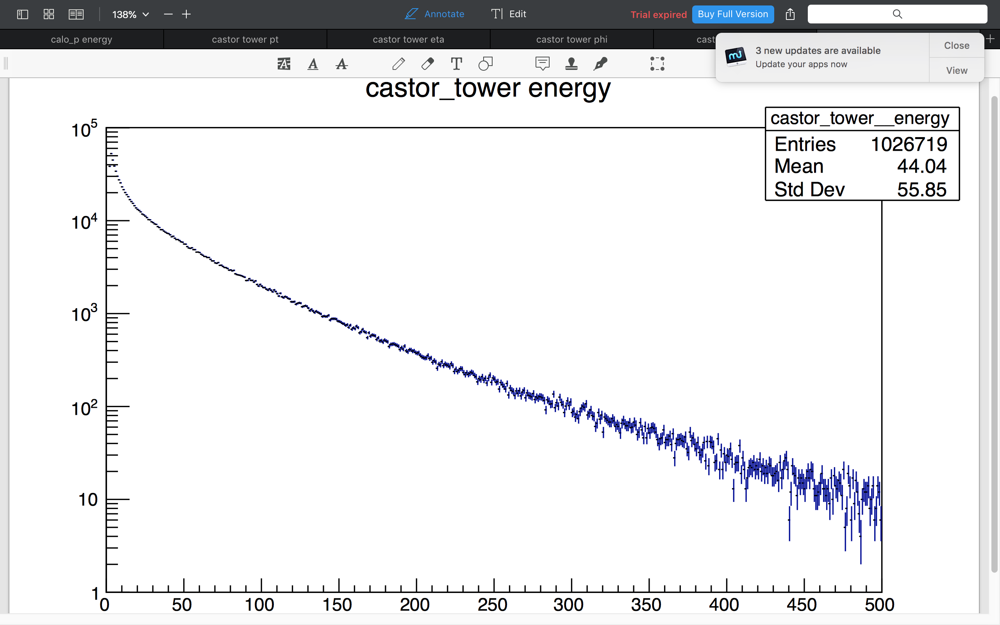 138%
Annotate
Edit
Trial expired
Buy Full Version
calo_p energy
castor tower pt
castor tower eta
castor tower phi
cast
3 new updates are available
Update your apps now
Close
View
castor_tower energy
castor_tower__energy
Entries 1026719
Mean 44.04
Std Dev 55.85
10^5
10^4
10^3
10^2
10
1
0 50 100 150 200 250 300 350 400 450 500